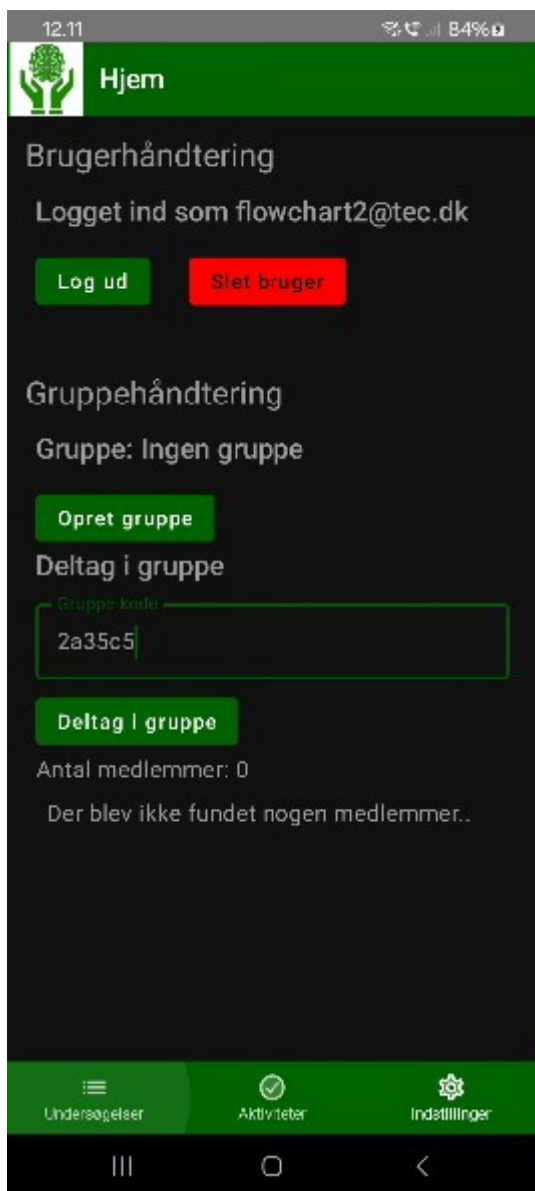 12.11
84%
Hjem
Brugerhåndtering
Logget ind som flowchart2@tec.dk
Log ud
Slet bruger
Gruppehåndtering
Gruppe: Ingen gruppe
Opret gruppe
Deltag i gruppe
Gruppe kode
2a35c5
Deltag i gruppe
Antal medlemmer: 0
Der blev ikke fundet nogen medlemmer..
Undersøgelser
Aktiviteter
Indstillinger